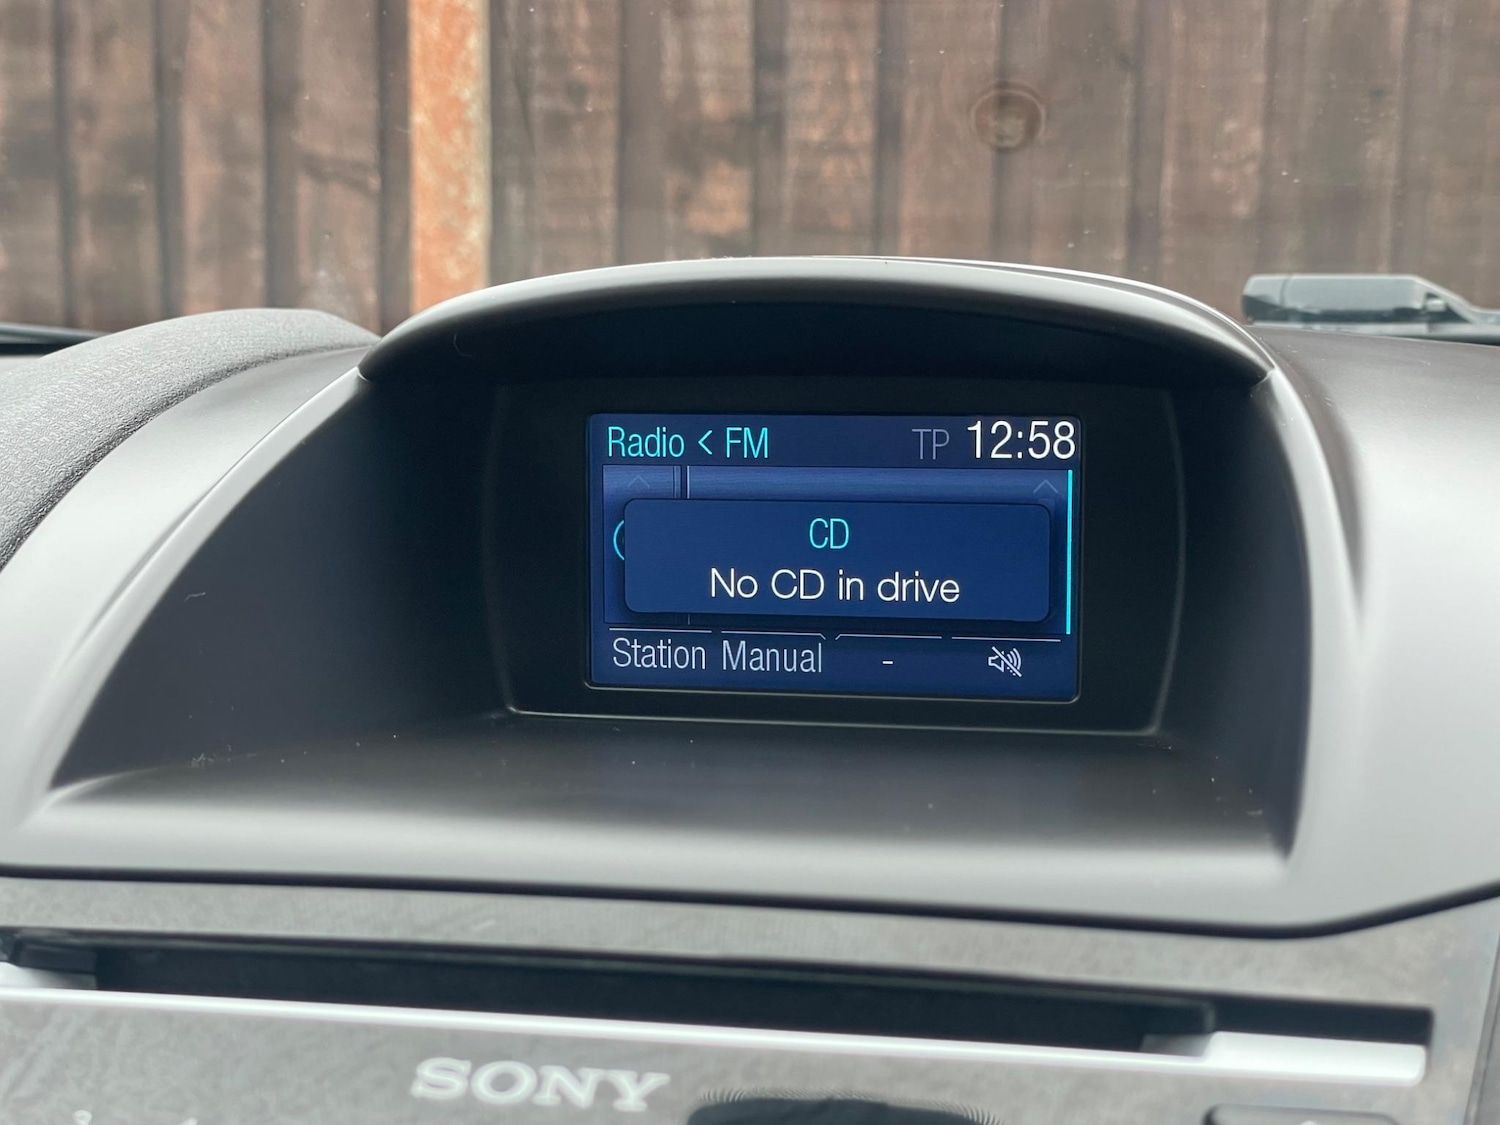 Radio < FM TP 12:58
CD
No CD in drive
Station Manual -
SONY